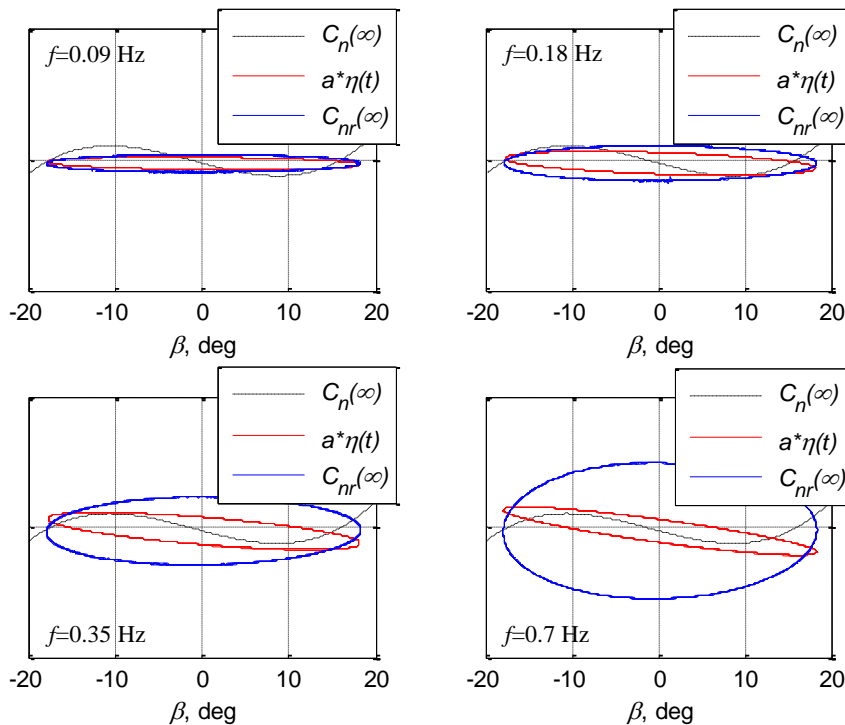 f=0.09 Hz
C_n(∞)
a*η(t)
C_nr(∞)
-20 -10 0 10 20
β, deg
f=0.18 Hz
C_n(∞)
a*η(t)
C_nr(∞)
-20 -10 0 10 20
β, deg
C_n(∞)
a*η(t)
C_nr(∞)
f=0.35 Hz
-20 -10 0 10 20
β, deg
C_n(∞)
a*η(t)
C_nr(∞)
f=0.7 Hz
-20 -10 0 10 20
β, deg